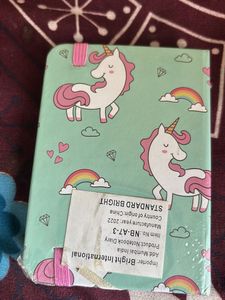 Importer: Bright International
Add: Mumbai India
Product: Notebook Diary
Item No: NB-A7-3
Manufacture year: 2022
Country of origin: China
STANDARD BRIGHT